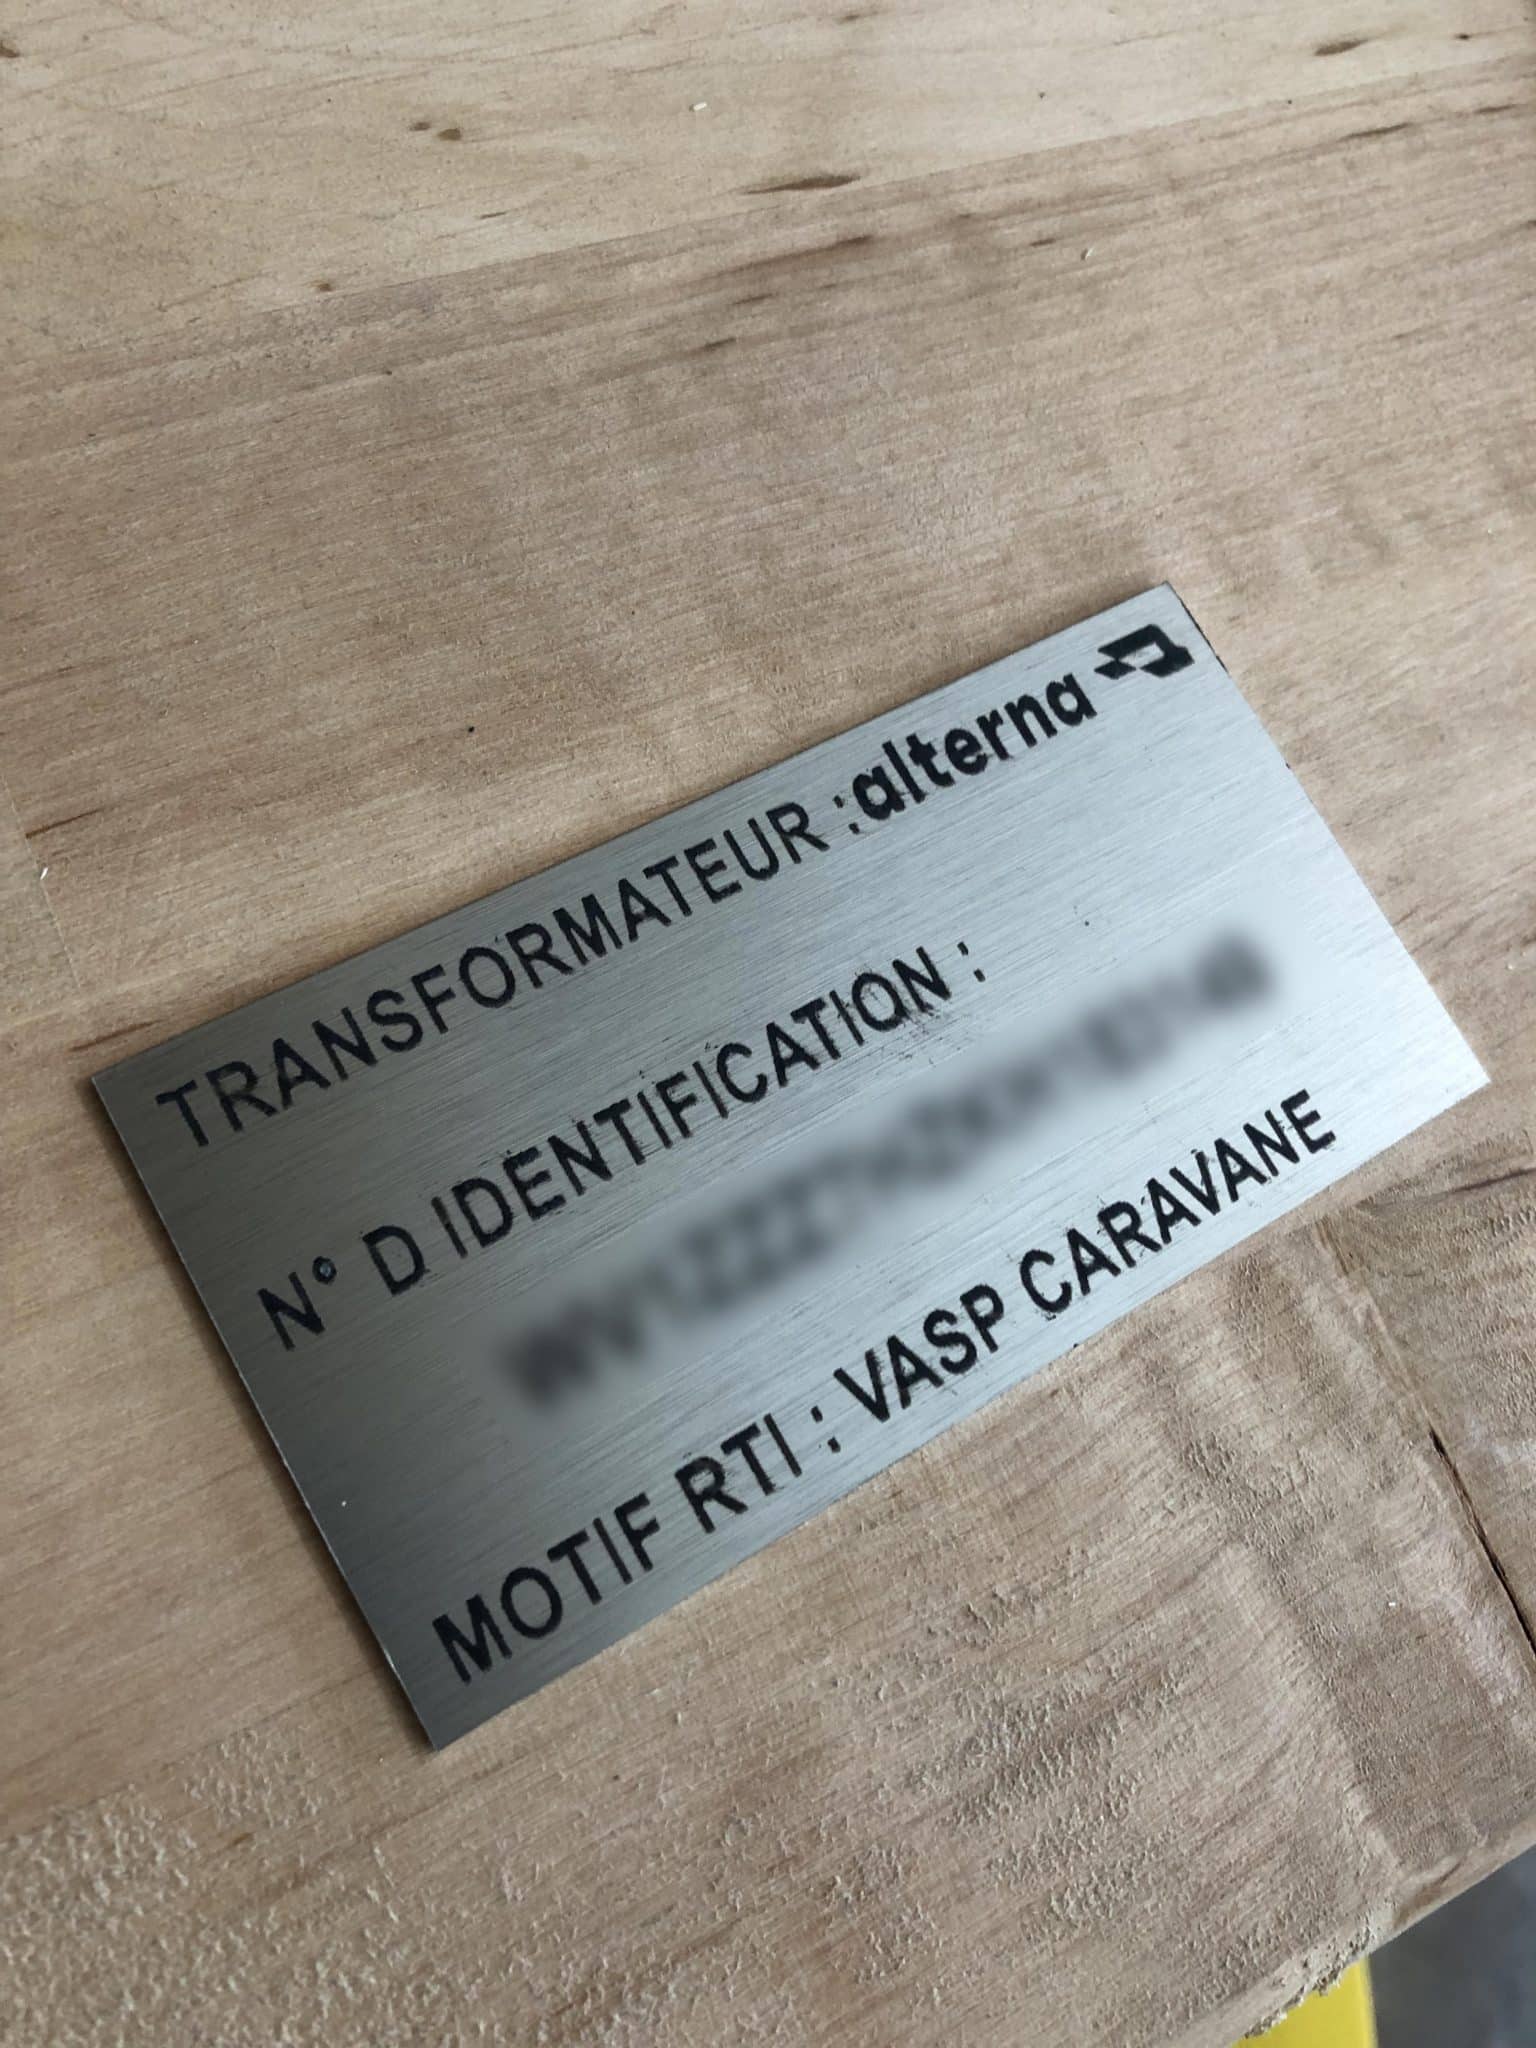 TRANSFORMATEUR : alterna
N° D IDENTIFICATION :
MOTIF RTI : VASP CARAVANE